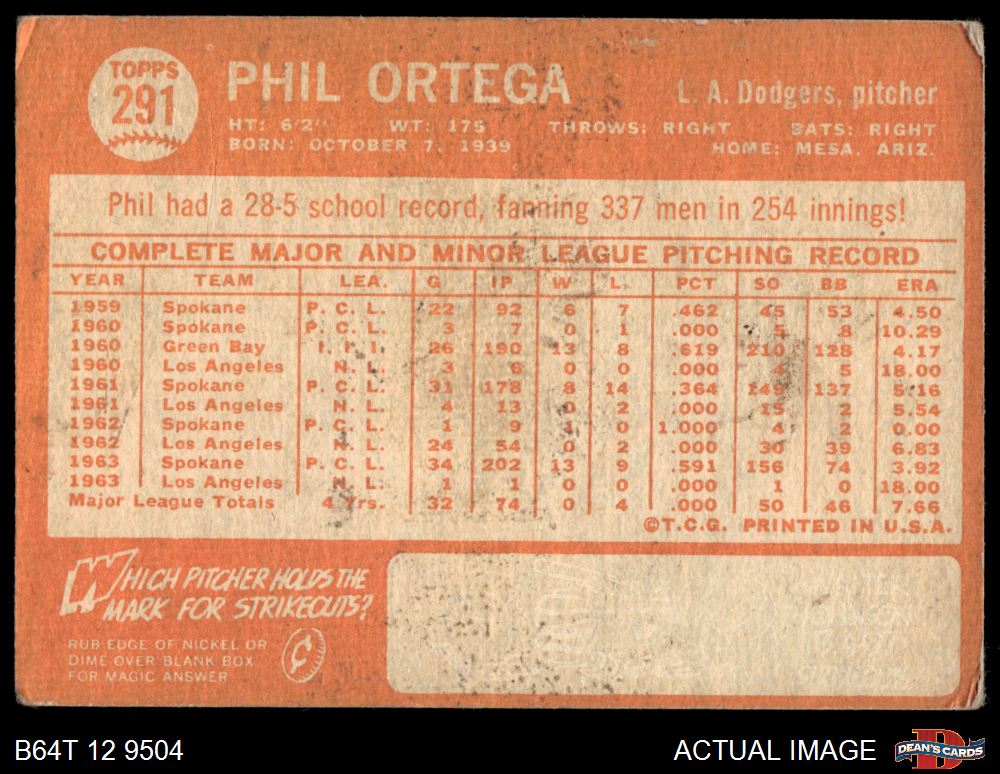 TOPPS
291
PHIL ORTEGA
L. A. Dodgers, pitcher
HT: 6'2" WT: 175 THROWS: RIGHT BATS: RIGHT
BORN: OCTOBER 7, 1939 HOME: MESA, ARIZ.
Phil had a 28-5 school record, fanning 337 men in 254 innings!
COMPLETE MAJOR AND MINOR LEAGUE PITCHING RECORD
YEAR TEAM LEA. G IP W L PCT SO BB ERA
1959 Spokane P. C. L. 22 92 6 7 .462 45 53 4.50
1960 Spokane P. C. L. 3 7 0 1 .000 5 8 10.29
1960 Green Bay I. I. I. 26 190 13 8 .619 210 128 4.17
1960 Los Angeles N. L. 3 6 0 0 .000 4 5 18.00
1961 Spokane P. C. L. 31 178 8 14 .364 137 5.16
1961 Los Angeles N. L. 4 13 0 2 .000 15 2 5.54
1962 Spokane P. C. L. 1 9 1 0 1.000 4 2 0.00
1962 Los Angeles N. L. 24 54 0 2 .000 30 39 6.83
1963 Spokane P. C. L. 34 202 13 9 .591 156 74 3.92
1963 Los Angeles N. L. 1 1 0 0 .000 1 0 18.00
Major League Totals 4 Yrs. 32 74 0 4 .000 50 46 7.66
©T.C.G. PRINTED IN U.S.A.
WHICH PITCHER HOLDS THE
MARK FOR STRIKEOUTS?
RUB EDGE OF NICKEL OR
DIME OVER BLANK BOX
FOR MAGIC ANSWER
¢
B64T 12 9504
ACTUAL IMAGE
D
DEAN'S CARDS